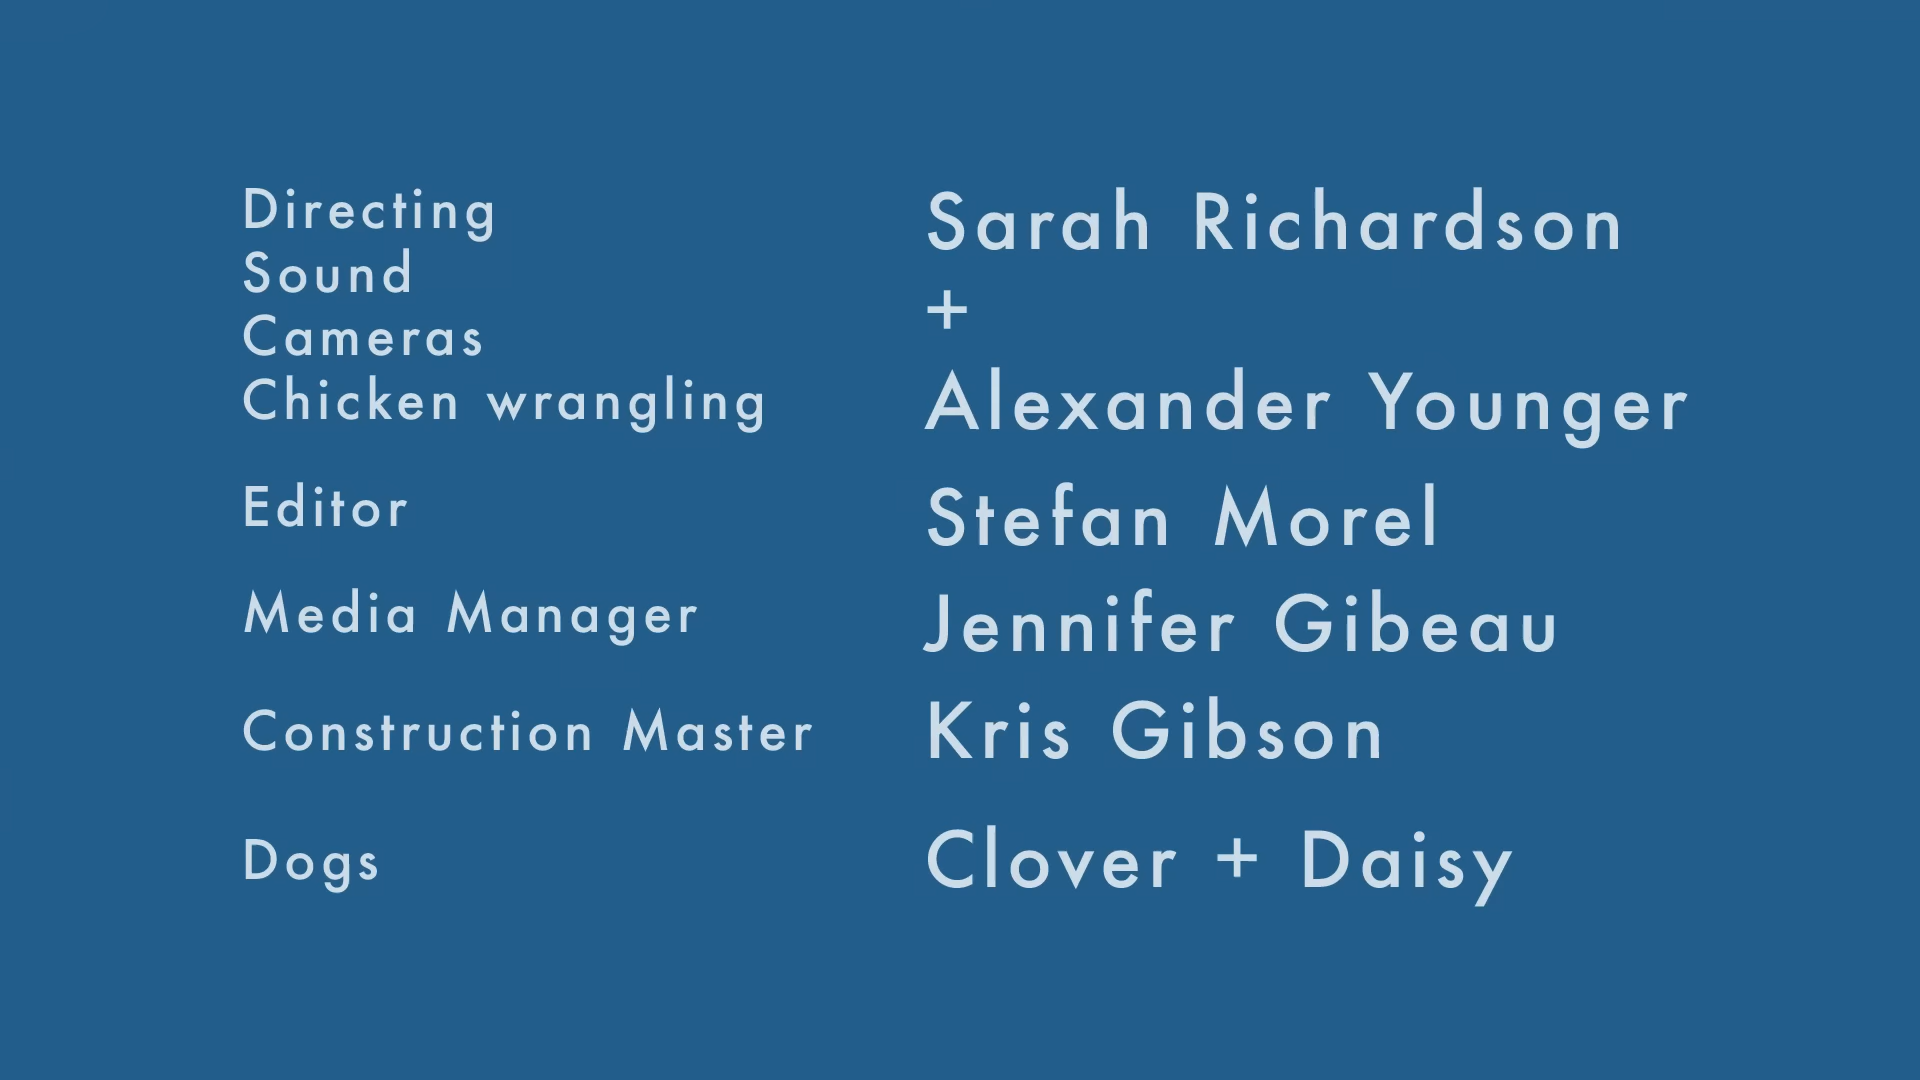 Directing
Sound
Cameras
Chicken wrangling
Sarah Richardson
+
Alexander Younger
Editor
Stefan Morel
Media Manager
Jennifer Gibeau
Construction Master
Kris Gibson
Dogs
Clover + Daisy